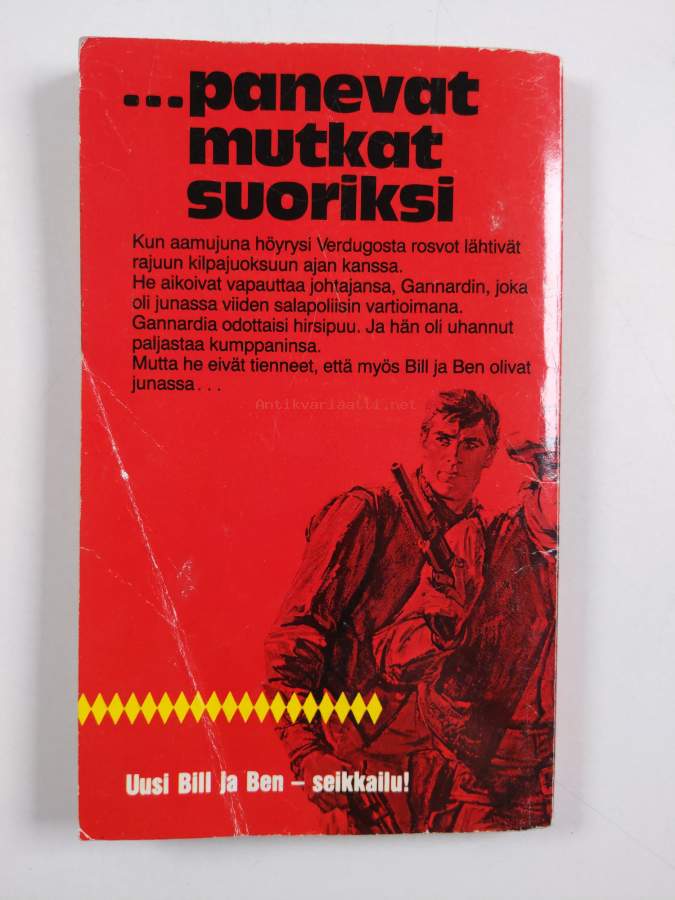 ...panevat
mutkat
suoriksi
Kun aamujuna höyrysi Verdugosta rosvot lähtivät
rajuun kilpajuoksuun ajan kanssa.
He aikoivat vapauttaa johtajansa, Gannardin, joka
oli junassa viiden salapoliisin vartioimana.
Gannardia odottaisi hirsipuu. Ja hän oli uhannut
paljastaa kumppaninsa.
Mutta he eivät tienneet, että myös Bill ja Ben olivat
junassa...
Antikvariaatti.net
Uusi Bill ja Ben – seikkailu!